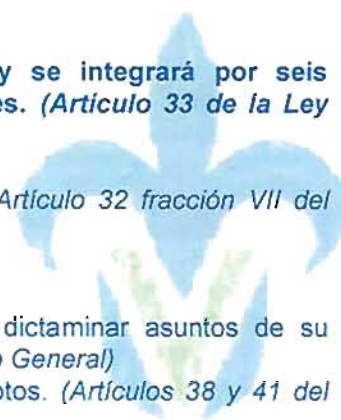 y se integrará por seis
es. (Artículo 33 de la Ley
Artículo 32 fracción VII del
dictaminar asuntos de su
o General)
otos. (Artículos 38 y 41 del